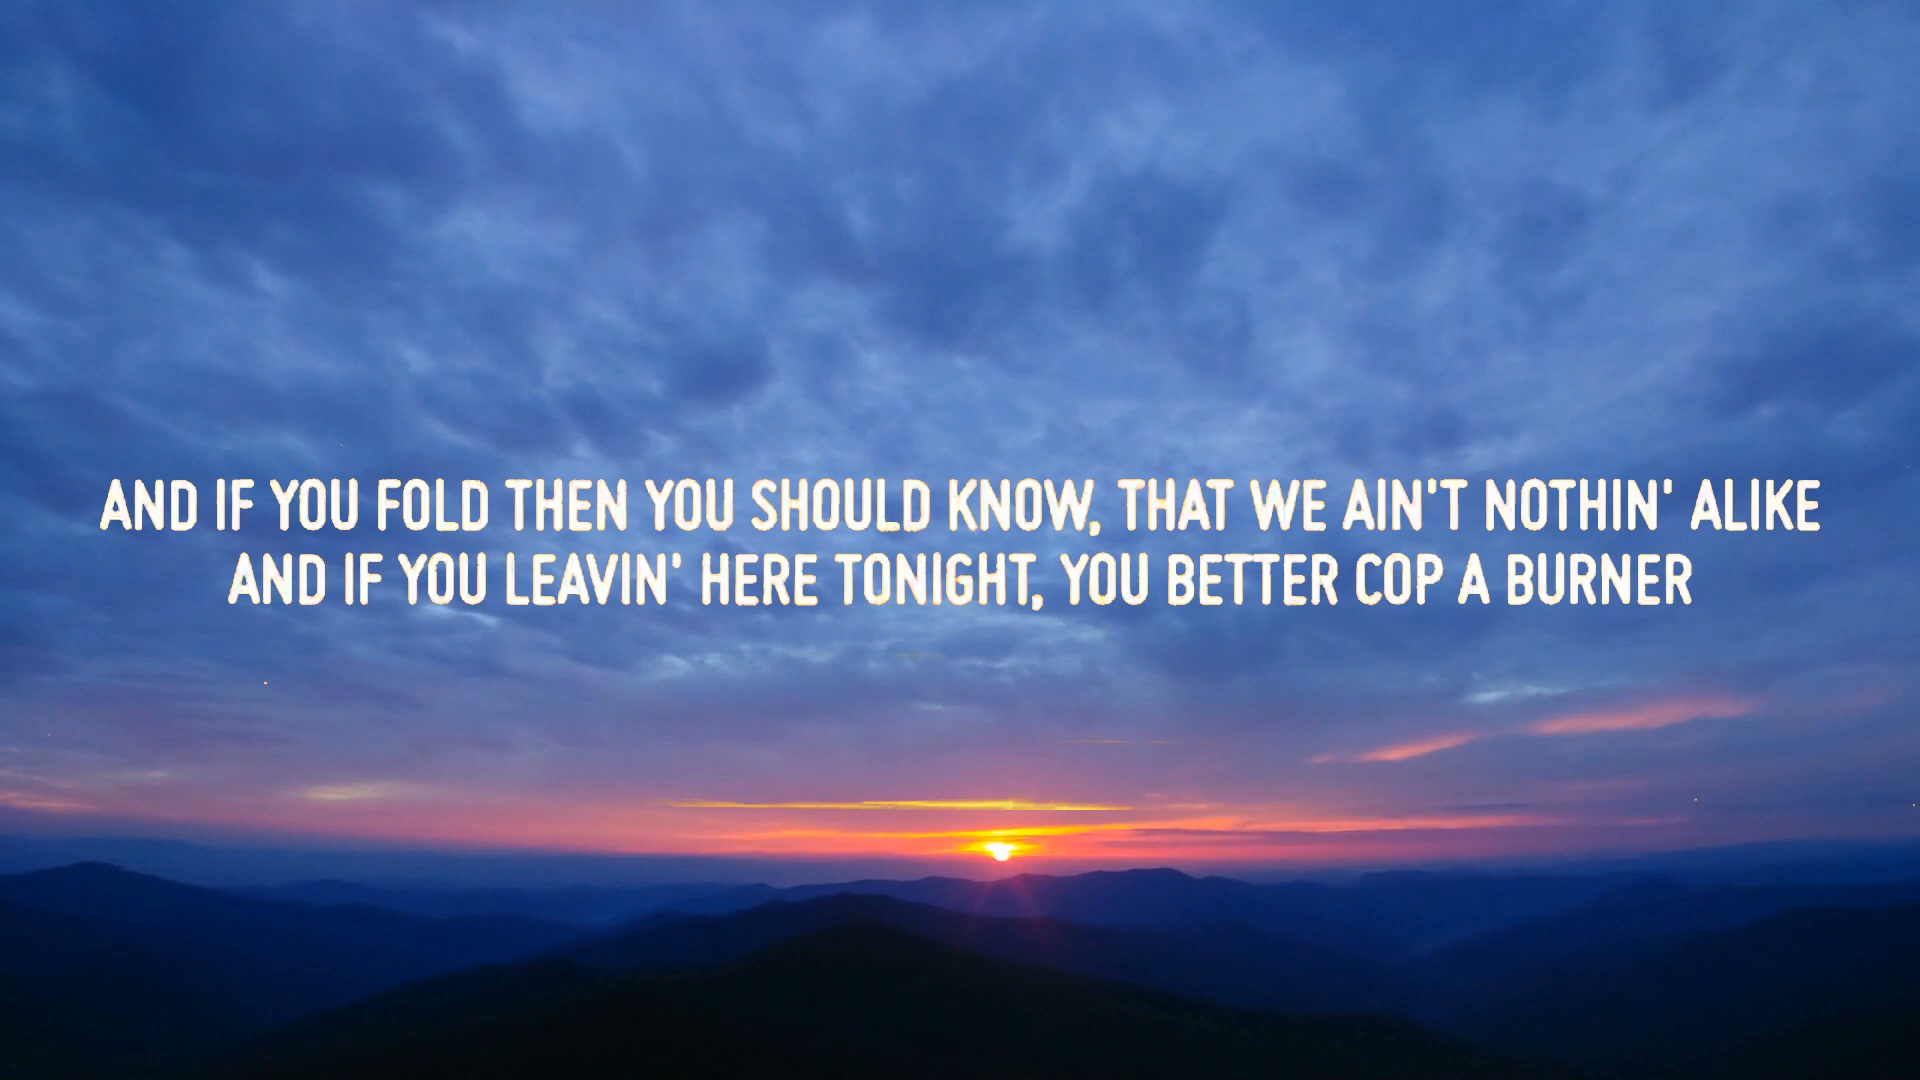 AND IF YOU FOLD THEN YOU SHOULD KNOW, THAT WE AIN'T NOTHIN' ALIKE
AND IF YOU LEAVIN' HERE TONIGHT, YOU BETTER COP A BURNER